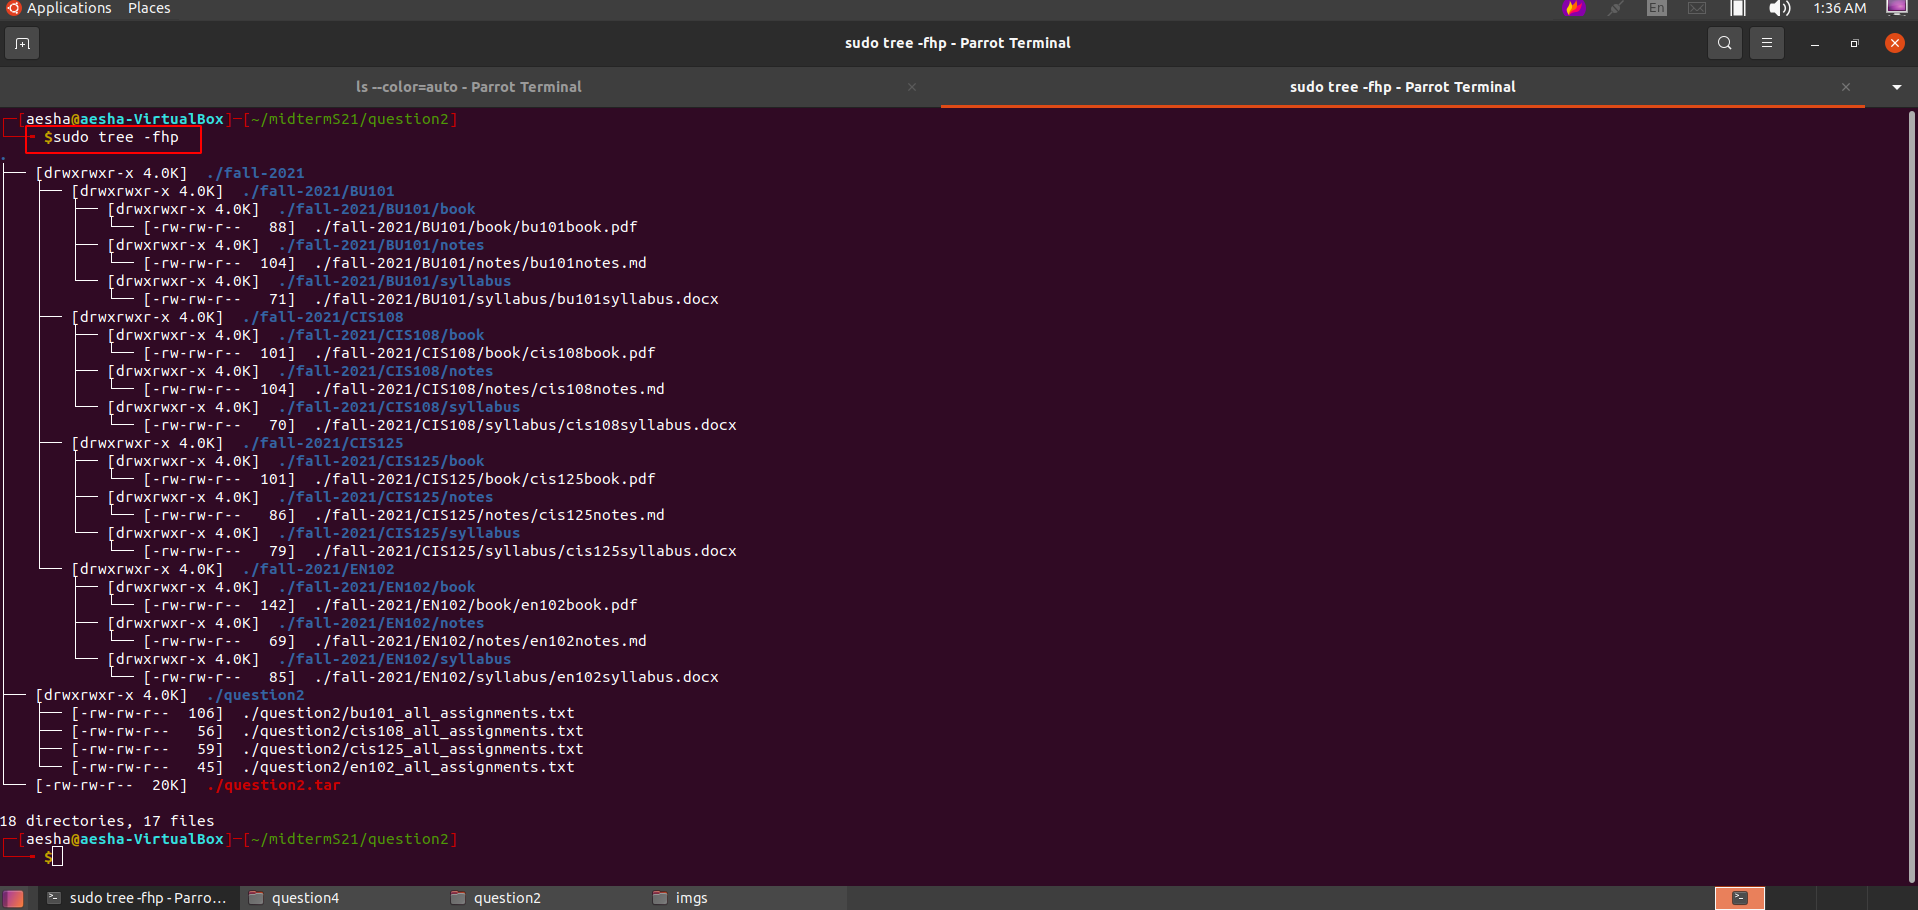 Applications Places En 1:36 AM
sudo tree -fhp - Parrot Terminal
ls --color=auto - Parrot Terminal sudo tree -fhp - Parrot Terminal
┌─[aesha@aesha-VirtualBox]─[~/midtermS21/question2]
└──╼ $sudo tree -fhp
.
├── [drwxrwxr-x 4.0K]  ./fall-2021
│   ├── [drwxrwxr-x 4.0K]  ./fall-2021/BU101
│   │   ├── [drwxrwxr-x 4.0K]  ./fall-2021/BU101/book
│   │   │   └── [-rw-rw-r--   88]  ./fall-2021/BU101/book/bu101book.pdf
│   │   ├── [drwxrwxr-x 4.0K]  ./fall-2021/BU101/notes
│   │   │   └── [-rw-rw-r--  104]  ./fall-2021/BU101/notes/bu101notes.md
│   │   └── [drwxrwxr-x 4.0K]  ./fall-2021/BU101/syllabus
│   │       └── [-rw-rw-r--   71]  ./fall-2021/BU101/syllabus/bu101syllabus.docx
│   ├── [drwxrwxr-x 4.0K]  ./fall-2021/CIS108
│   │   ├── [drwxrwxr-x 4.0K]  ./fall-2021/CIS108/book
│   │   │   └── [-rw-rw-r--  101]  ./fall-2021/CIS108/book/cis108book.pdf
│   │   ├── [drwxrwxr-x 4.0K]  ./fall-2021/CIS108/notes
│   │   │   └── [-rw-rw-r--  104]  ./fall-2021/CIS108/notes/cis108notes.md
│   │   └── [drwxrwxr-x 4.0K]  ./fall-2021/CIS108/syllabus
│   │       └── [-rw-rw-r--   70]  ./fall-2021/CIS108/syllabus/cis108syllabus.docx
│   ├── [drwxrwxr-x 4.0K]  ./fall-2021/CIS125
│   │   ├── [drwxrwxr-x 4.0K]  ./fall-2021/CIS125/book
│   │   │   └── [-rw-rw-r--  101]  ./fall-2021/CIS125/book/cis125book.pdf
│   │   ├── [drwxrwxr-x 4.0K]  ./fall-2021/CIS125/notes
│   │   │   └── [-rw-rw-r--   86]  ./fall-2021/CIS125/notes/cis125notes.md
│   │   └── [drwxrwxr-x 4.0K]  ./fall-2021/CIS125/syllabus
│   │       └── [-rw-rw-r--   79]  ./fall-2021/CIS125/syllabus/cis125syllabus.docx
│   └── [drwxrwxr-x 4.0K]  ./fall-2021/EN102
│       ├── [drwxrwxr-x 4.0K]  ./fall-2021/EN102/book
│       │   └── [-rw-rw-r--  142]  ./fall-2021/EN102/book/en102book.pdf
│       ├── [drwxrwxr-x 4.0K]  ./fall-2021/EN102/notes
│       │   └── [-rw-rw-r--   69]  ./fall-2021/EN102/notes/en102notes.md
│       └── [drwxrwxr-x 4.0K]  ./fall-2021/EN102/syllabus
│           └── [-rw-rw-r--   85]  ./fall-2021/EN102/syllabus/en102syllabus.docx
├── [drwxrwxr-x 4.0K]  ./question2
│   ├── [-rw-rw-r--  106]  ./question2/bu101_all_assignments.txt
│   ├── [-rw-rw-r--   56]  ./question2/cis108_all_assignments.txt
│   ├── [-rw-rw-r--   59]  ./question2/cis125_all_assignments.txt
│   └── [-rw-rw-r--   45]  ./question2/en102_all_assignments.txt
└── [-rw-rw-r--  20K]  ./question2.tar
18 directories, 17 files
┌─[aesha@aesha-VirtualBox]─[~/midtermS21/question2]
└──╼ $
sudo tree -fhp - Parro... question4 question2 imgs